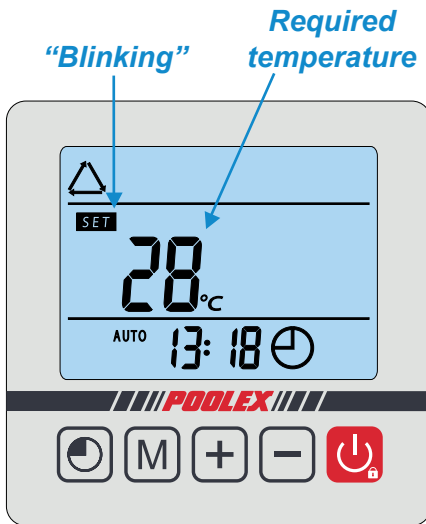 Required
“Blinking” temperature
SET
28°C
AUTO 13:18
POOLEX
M + −